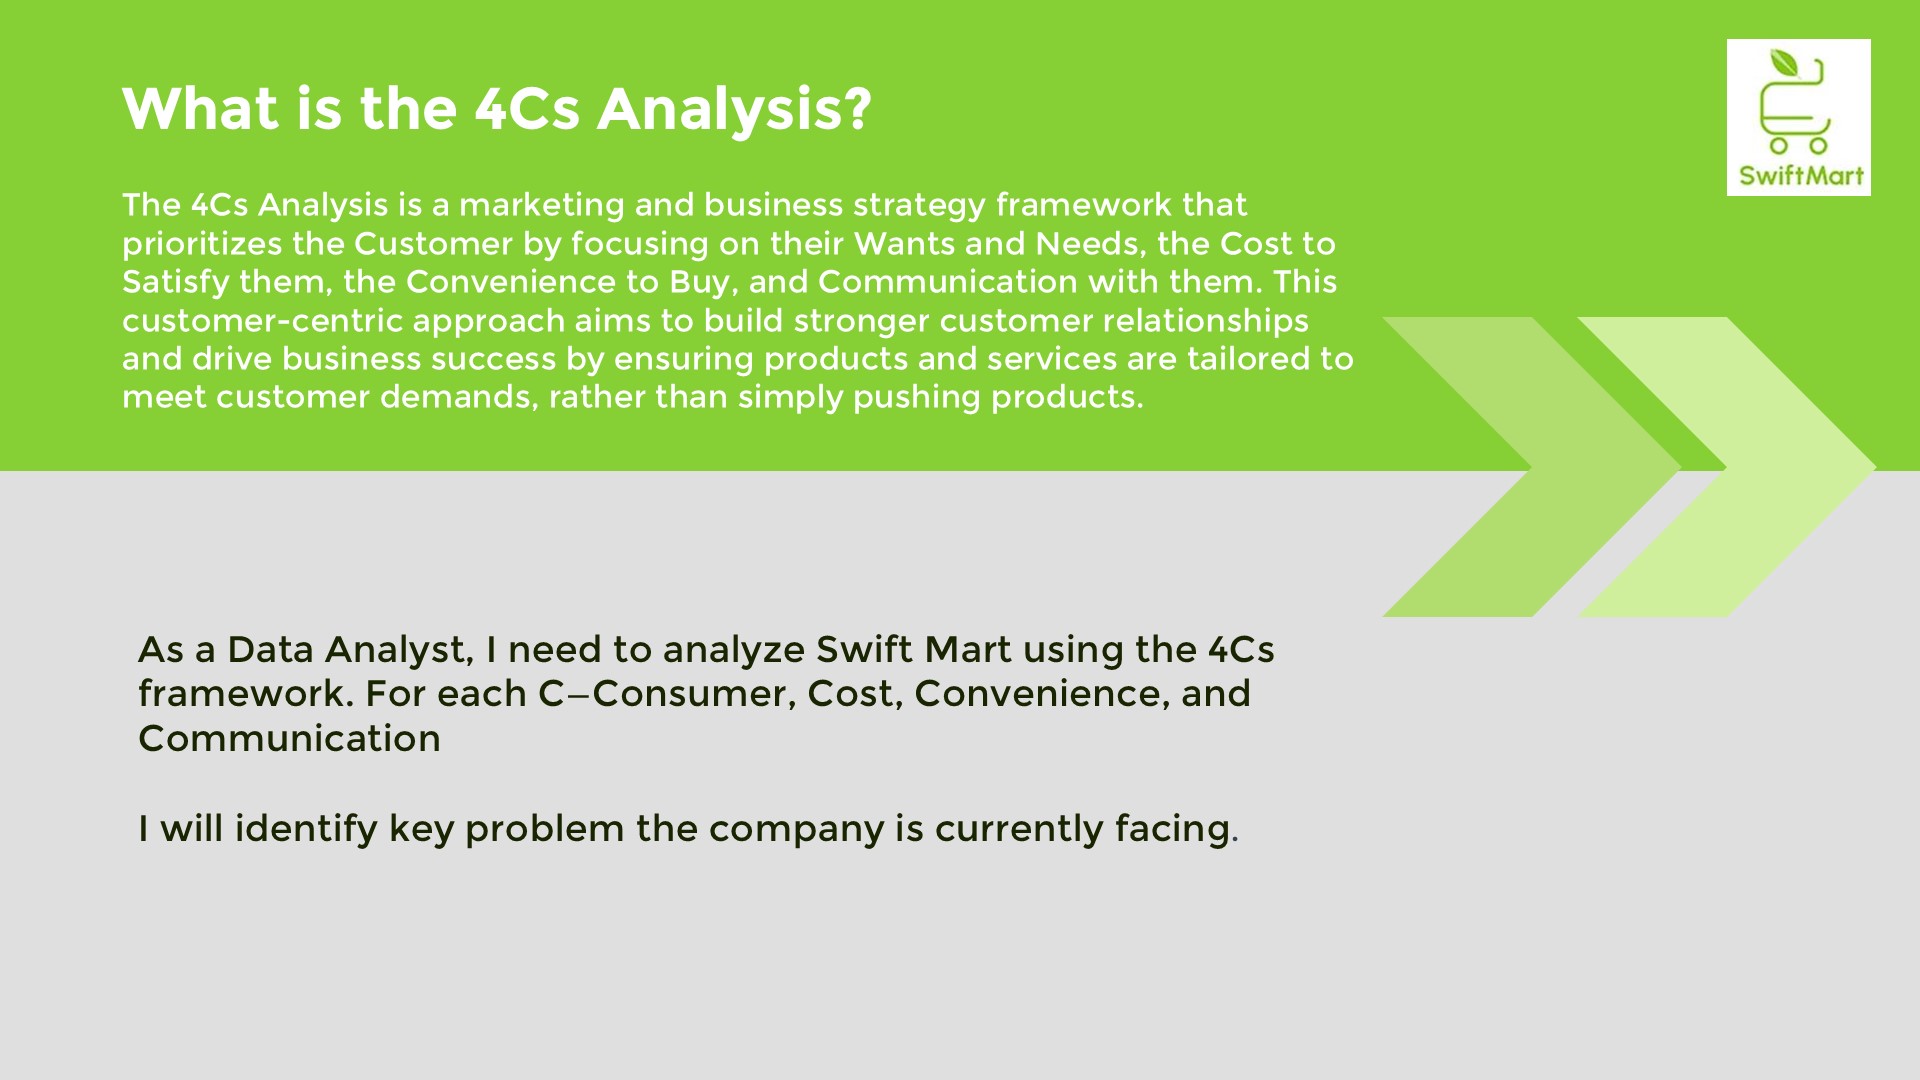 What is the 4Cs Analysis?
SwiftMart
The 4Cs Analysis is a marketing and business strategy framework that
prioritizes the Customer by focusing on their Wants and Needs, the Cost to
Satisfy them, the Convenience to Buy, and Communication with them. This
customer-centric approach aims to build stronger customer relationships
and drive business success by ensuring products and services are tailored to
meet customer demands, rather than simply pushing products.
As a Data Analyst, I need to analyze Swift Mart using the 4Cs
framework. For each C—Consumer, Cost, Convenience, and
Communication
I will identify key problem the company is currently facing.